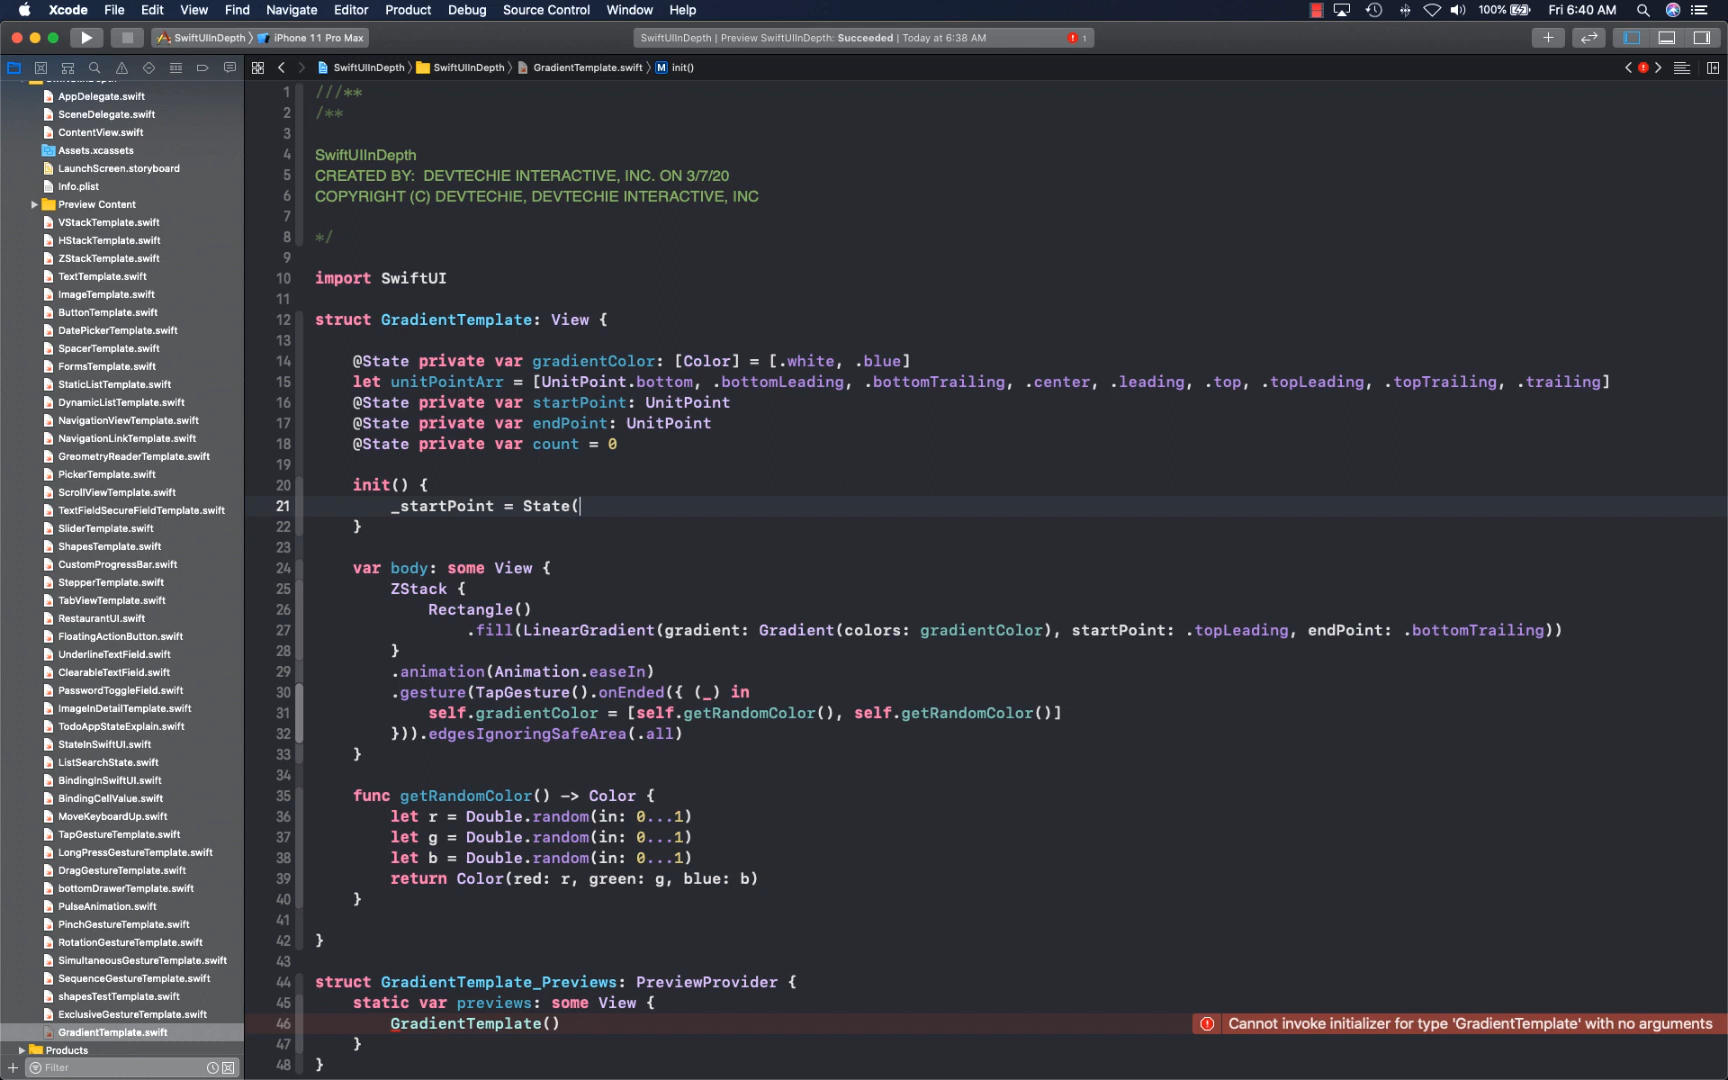 Xcode File Edit View Find Navigate Editor Product Debug Source Control Window Help 100% Fri 6:40 AM
SwiftUIInDepth iPhone 11 Pro Max SwiftUIInDepth | Preview SwiftUIInDepth: Succeeded | Today at 6:38 AM 1
SwiftUIInDepth SwiftUIInDepth GradientTemplate.swift M init()
AppDelegate.swift
SceneDelegate.swift
ContentView.swift
Assets.xcassets
LaunchScreen.storyboard
Info.plist
Preview Content
VStackTemplate.swift
HStackTemplate.swift
ZStackTemplate.swift
TextTemplate.swift
ImageTemplate.swift
ButtonTemplate.swift
DatePickerTemplate.swift
SpacerTemplate.swift
FormsTemplate.swift
StaticListTemplate.swift
DynamicListTemplate.swift
NavigationViewTemplate.swift
NavigationLinkTemplate.swift
GreometryReaderTemplate.swift
PickerTemplate.swift
ScrollViewTemplate.swift
TextFieldSecureFieldTemplate.swift
SliderTemplate.swift
ShapesTemplate.swift
CustomProgressBar.swift
StepperTemplate.swift
TabViewTemplate.swift
RestaurantUI.swift
FloatingActionButton.swift
UnderlineTextField.swift
ClearableTextField.swift
PasswordToggleField.swift
ImageInDetailTemplate.swift
TodoAppStateExplain.swift
StateInSwiftUI.swift
ListSearchState.swift
BindingInSwiftUI.swift
BindingCellValue.swift
MoveKeyboardUp.swift
TapGestureTemplate.swift
LongPressGestureTemplate.swift
DragGestureTemplate.swift
bottomDrawerTemplate.swift
PulseAnimation.swift
PinchGestureTemplate.swift
RotationGestureTemplate.swift
SimultaneousGestureTemplate.swift
SequenceGestureTemplate.swift
shapesTestTemplate.swift
ExclusiveGestureTemplate.swift
GradientTemplate.swift
Products
Filter
1 ///**
2 /**
3
4 SwiftUIInDepth
5 CREATED BY: DEVTECHIE INTERACTIVE, INC. ON 3/7/20
6 COPYRIGHT (C) DEVTECHIE, DEVTECHIE INTERACTIVE, INC
7
8 */
9
10 import SwiftUI
11
12 struct GradientTemplate: View {
13
14 @State private var gradientColor: [Color] = [.white, .blue]
15 let unitPointArr = [UnitPoint.bottom, .bottomLeading, .bottomTrailing, .center, .leading, .top, .topLeading, .topTrailing, .trailing]
16 @State private var startPoint: UnitPoint
17 @State private var endPoint: UnitPoint
18 @State private var count = 0
19
20 init() {
21 _startPoint = State(
22 }
23
24 var body: some View {
25 ZStack {
26 Rectangle()
27 .fill(LinearGradient(gradient: Gradient(colors: gradientColor), startPoint: .topLeading, endPoint: .bottomTrailing))
28 }
29 .animation(Animation.easeIn)
30 .gesture(TapGesture().onEnded({ (_) in
31 self.gradientColor = [self.getRandomColor(), self.getRandomColor()]
32 })).edgesIgnoringSafeArea(.all)
33 }
34
35 func getRandomColor() -> Color {
36 let r = Double.random(in: 0...1)
37 let g = Double.random(in: 0...1)
38 let b = Double.random(in: 0...1)
39 return Color(red: r, green: g, blue: b)
40 }
41
42 }
43
44 struct GradientTemplate_Previews: PreviewProvider {
45 static var previews: some View {
46 GradientTemplate() Cannot invoke initializer for type 'GradientTemplate' with no arguments
47 }
48 }